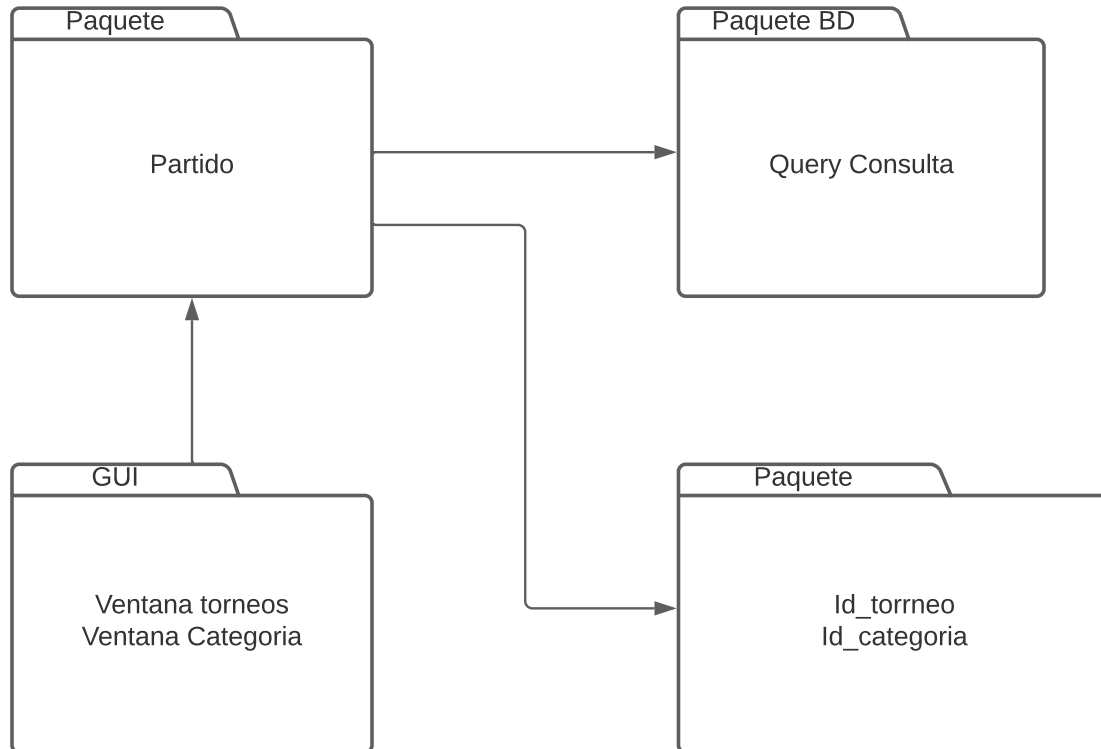 Paquete
Paquete BD
Partido
Query Consulta
GUI
Paquete
Ventana torneos
Ventana Categoria
Id_torrneo
Id_categoria